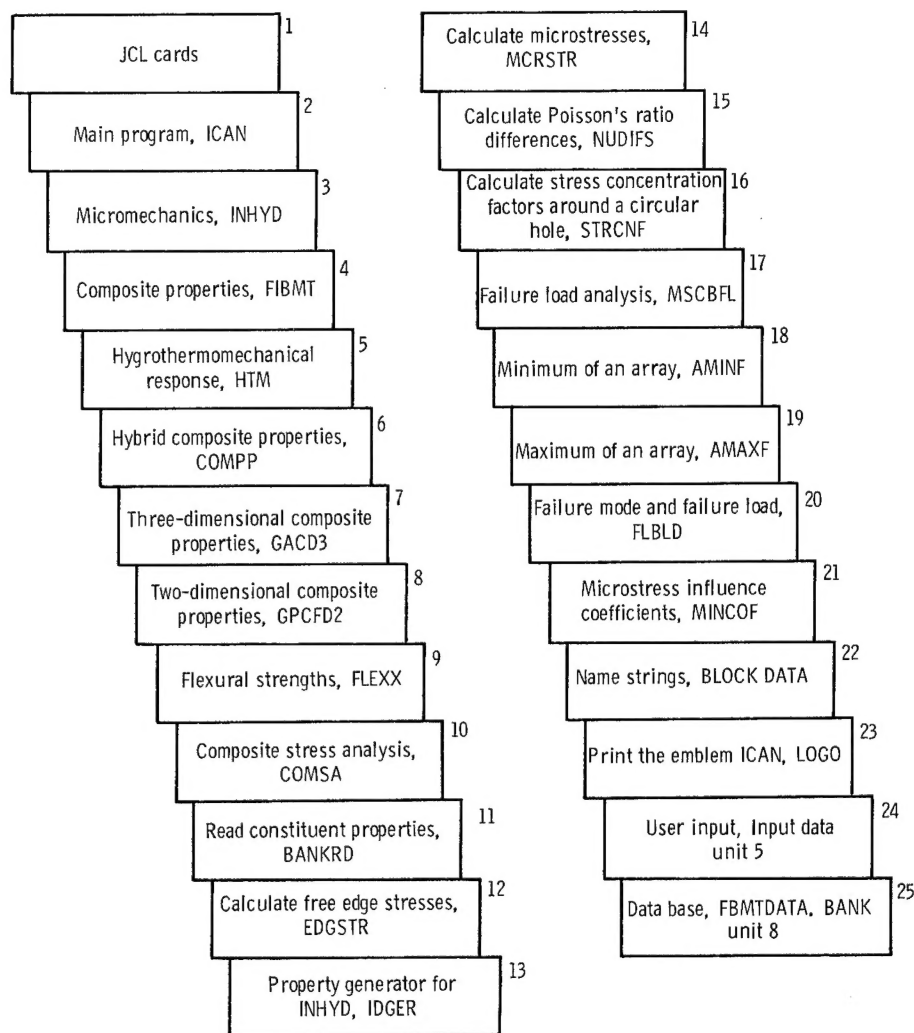 1
JCL cards
2
Main program, ICAN
3
Micromechanics, INHYD
4
Composite properties, FIBMT
5
Hygrothermomechanical
response, HTM
6
Hybrid composite properties,
COMPP
7
Three-dimensional composite
properties, GACD3
8
Two-dimensional composite
properties, GPCFD2
9
Flexural strengths, FLEXX
10
Composite stress analysis,
COMSA
11
Read constituent properties,
BANKRD
12
Calculate free edge stresses,
EDGSTR
13
Property generator for
INHYD, IDGER
14
Calculate microstresses,
MCRSTR
15
Calculate Poisson's ratio
differences, NUDIFS
16
Calculate stress concentration
factors around a circular
hole, STRCNF
17
Failure load analysis, MSCBFL
18
Minimum of an array, AMINF
19
Maximum of an array, AMAXF
20
Failure mode and failure load,
FLBLD
21
Microstress influence
coefficients, MINCOF
22
Name strings, BLOCK DATA
23
Print the emblem ICAN, LOGO
24
User input, Input data
unit 5
25
Data base, FBMTDATA. BANK
unit 8